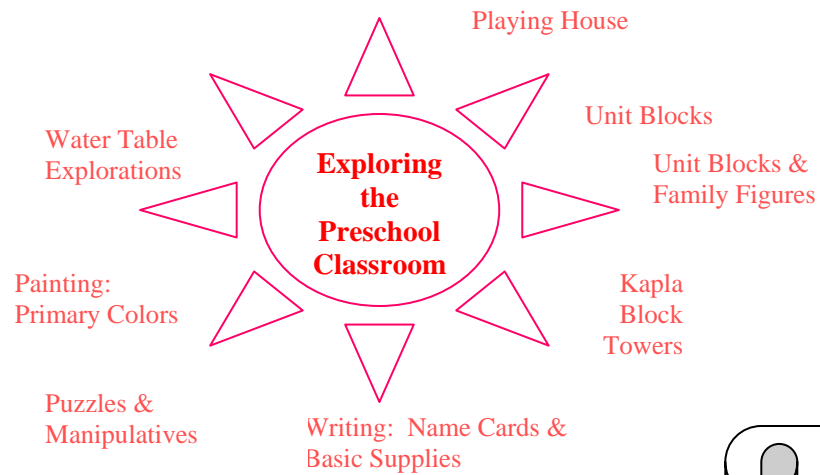 Playing House
Unit Blocks
Water Table
Explorations
Unit Blocks &
Family Figures
Exploring
the
Preschool
Classroom
Painting:
Primary Colors
Kapla
Block
Towers
Puzzles &
Manipulatives
Writing:  Name Cards &
Basic Supplies